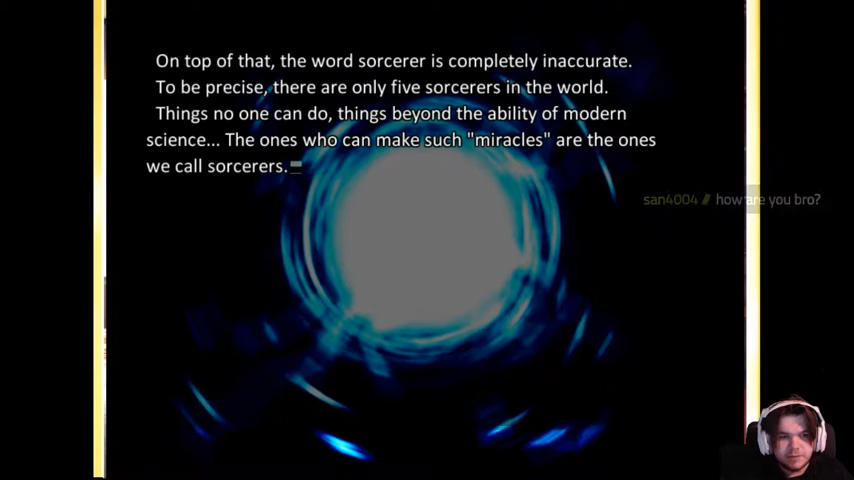 On top of that, the word sorcerer is completely inaccurate.
To be precise, there are only five sorcerers in the world.
Things no one can do, things beyond the ability of modern
science... The ones who can make such "miracles" are the ones
we call sorcerers.
san4004 // how are you bro?